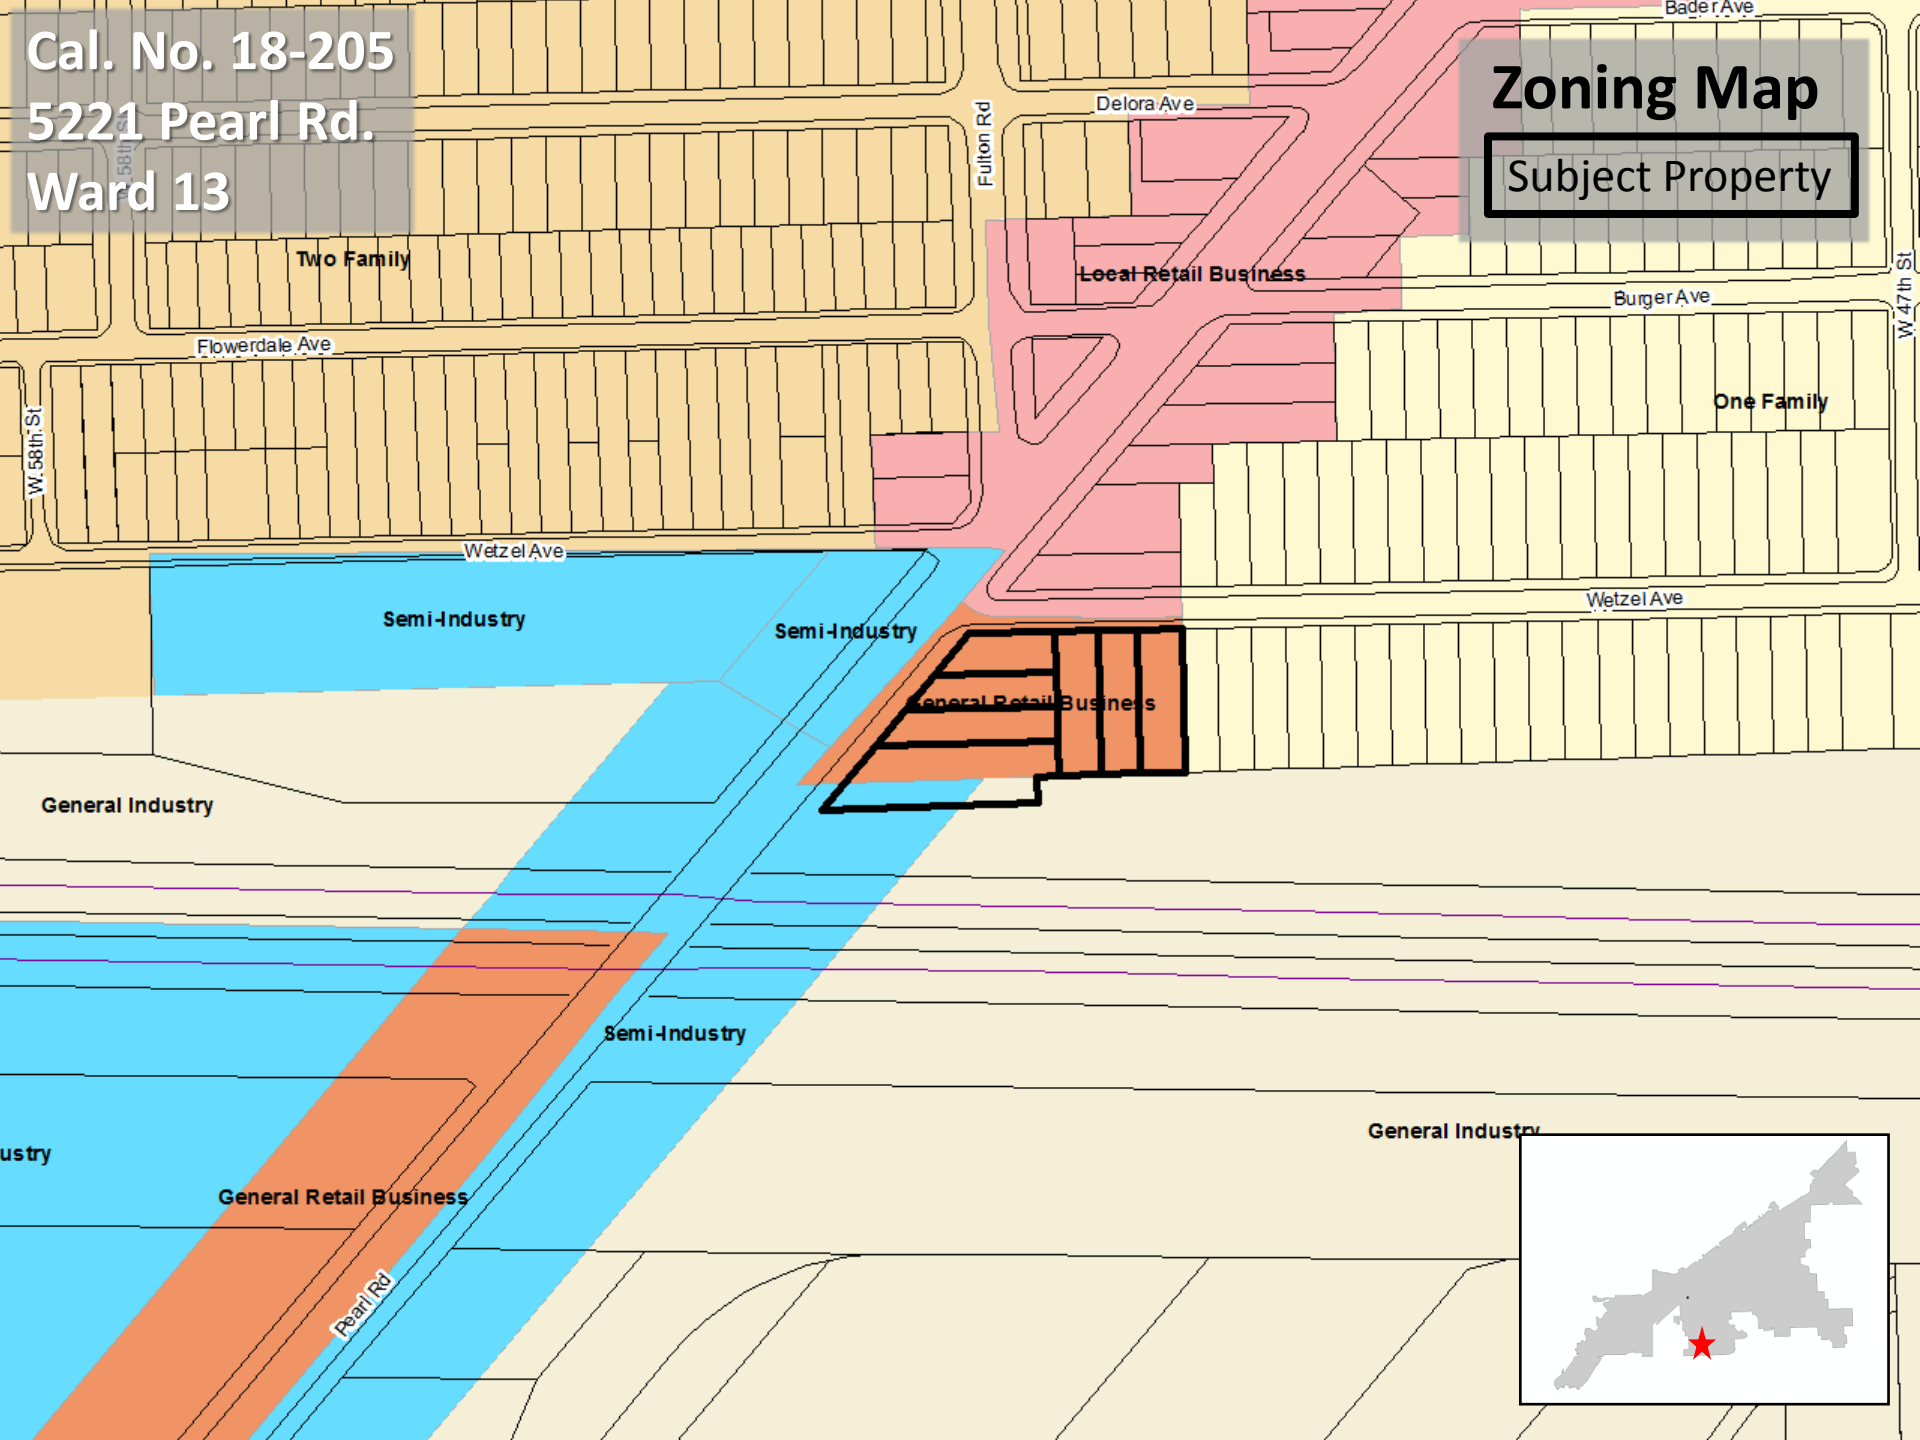 Cal. No. 18-205
5221 Pearl Rd.
Ward 13
Zoning Map
Subject Property
Bader Ave
Delora Ave
Fulton Rd
W 58th St
Two Family
Local Retail Business
Burger Ave
W 47th St
Flowerdale Ave
One Family
W 58th St
Wetzel Ave
Wetzel Ave
Semi-Industry
Semi-Industry
General Retail Business
General Industry
Semi-Industry
General Industry
ustry
General Retail Business
Pearl Rd